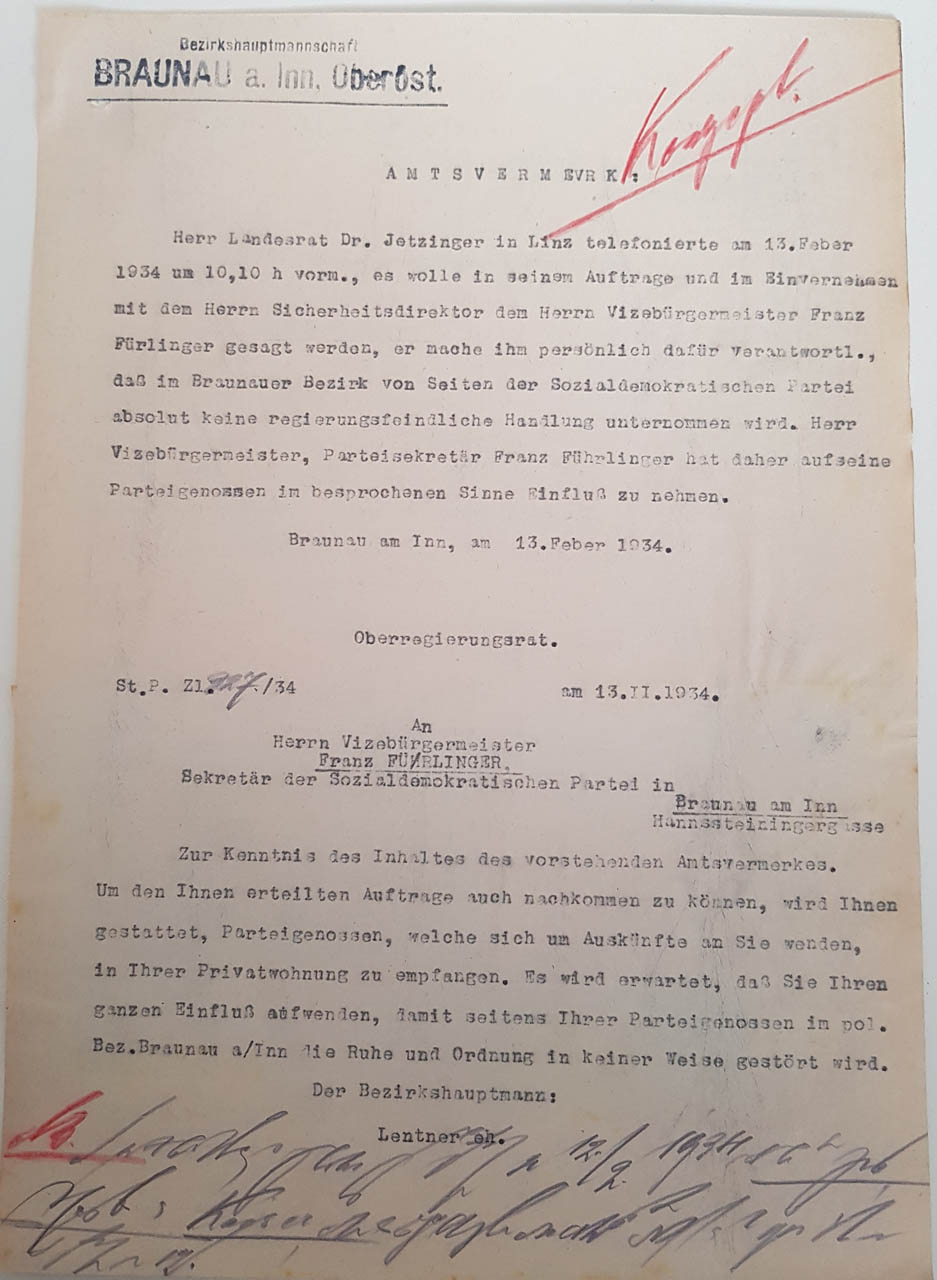 Bezirkshauptmannschaft
BRAUNAU a. Inn, Oberöst.
Konzept.
AMTSVERMEVRK:
Herr Landesrat Dr. Jetzinger in Linz telefonierte am 13.Feber
1934 um 10,10 h vorm., es wolle in seinem Auftrage und im Einvernehmen
mit dem Herrn Sicherheitsdirektor dem Herrn Vizebürgermeister Franz
Fürlinger gesagt werden, er mache ihm persönlich dafür verantwortl.,
daß im Braunauer Bezirk von Seiten der Sozialdemokratischen Partei
absolut keine regierungsfeindliche Handlung unternommen wird. Herr
Vizebürgermeister, Parteisekretär Franz Führlinger hat daher aufseine
Parteigenossen im besprochenen Sinne Einfluß zu nehmen.
Braunau am Inn, am 13.Feber 1934.
Oberregierungsrat.
St.P. Zl. /34 am 13.II.1934.
An
Herrn Vizebürgermeister
Franz FÜHRLINGER,
Sekretär der Sozialdemokratischen Partei in
Braunau am Inn
Hannssteiningergasse
Zur Kenntnis des Inhaltes des vorstehenden Amtsvermerkes.
Um den Ihnen erteilten Auftrage auch nachkommen zu können, wird Ihnen
gestattet, Parteigenossen, welche sich um Auskünfte an Sie wenden,
in Ihrer Privatwohnung zu empfangen. Es wird erwartet, daß Sie Ihren
ganzen Einfluß aufwenden, damit seitens Ihrer Parteigenossen im pol.
Bez.Braunau a/Inn die Ruhe und Ordnung in keiner Weise gestört wird.
Der Bezirkshauptmann:
Lentner eh.
1934